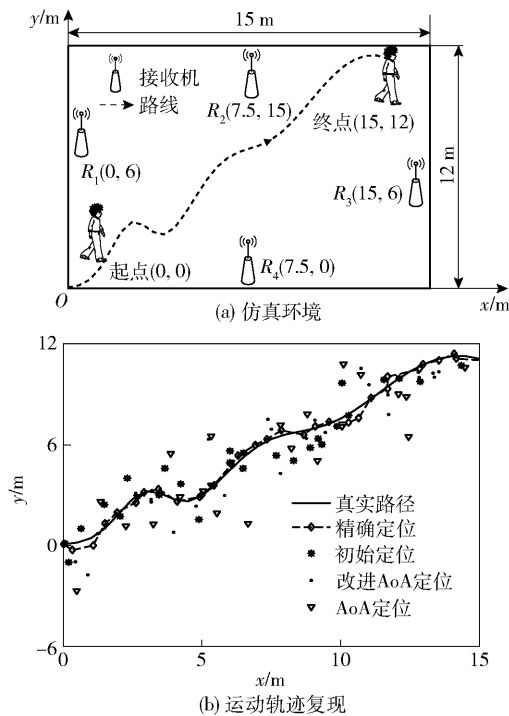 y/m
15 m
接收机
路线
R₂(7.5, 15)
终点(15, 12)
R₁(0, 6)
R₃(15, 6)
12 m
起点(0, 0)
R₄(7.5, 0)
O
x/m
(a) 仿真环境
12
6
0
−6
y/m
真实路径
精确定位
初始定位
改进AoA定位
AoA定位
0
5
10
15
x/m
(b) 运动轨迹复现